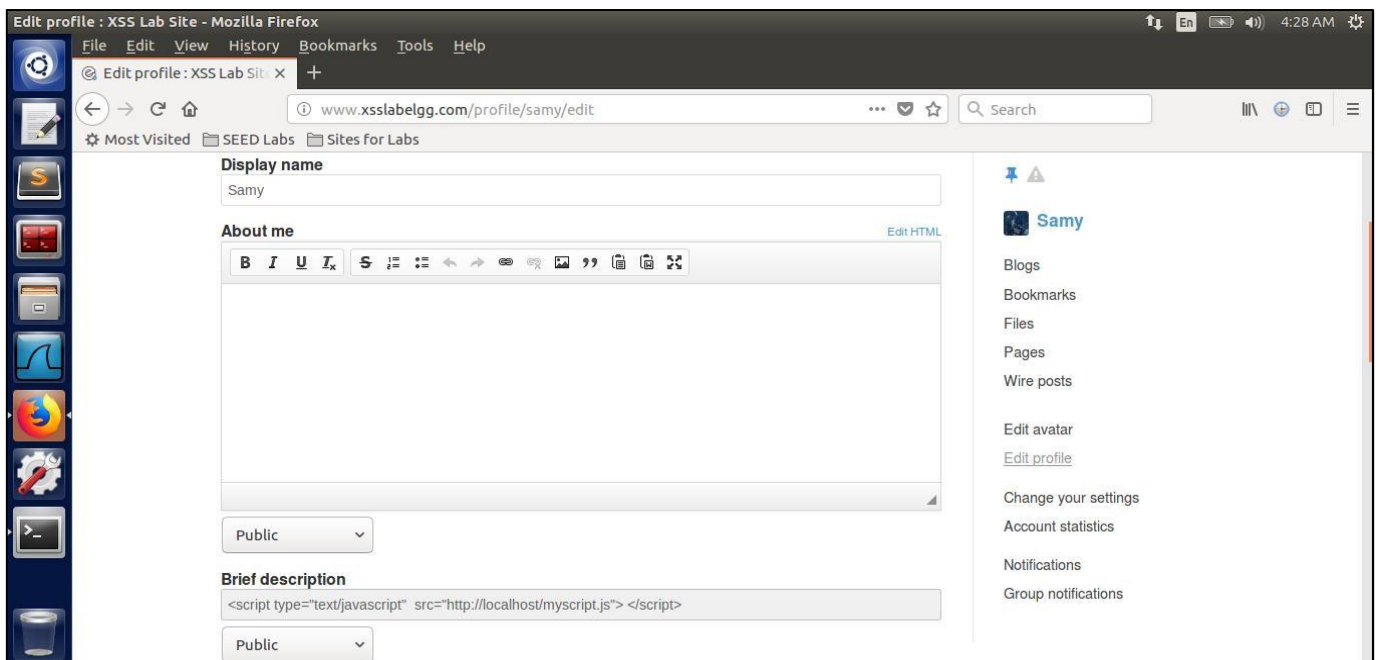 Edit profile : XSS Lab Site - Mozilla Firefox
En
4:28 AM
File Edit View History Bookmarks Tools Help
Edit profile : XSS Lab Sit
www.xsslabelgg.com/profile/samy/edit
Search
Most Visited SEED Labs Sites for Labs
Display name
Samy
About me
Edit HTML
B I U Ix S
Public
Brief description
<script type="text/javascript" src="http://localhost/myscript.js"> </script>
Public
Samy
Blogs
Bookmarks
Files
Pages
Wire posts
Edit avatar
Edit profile
Change your settings
Account statistics
Notifications
Group notifications